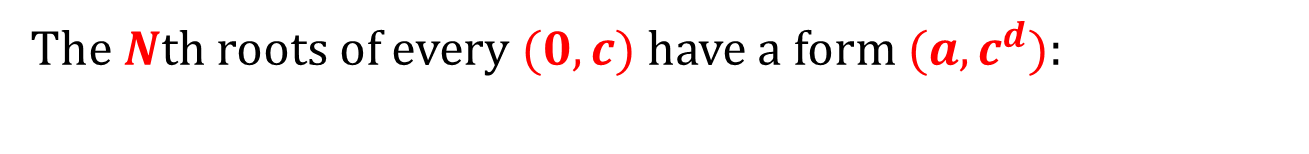 The Nth roots of every (0, c) have a form (a, c^d):